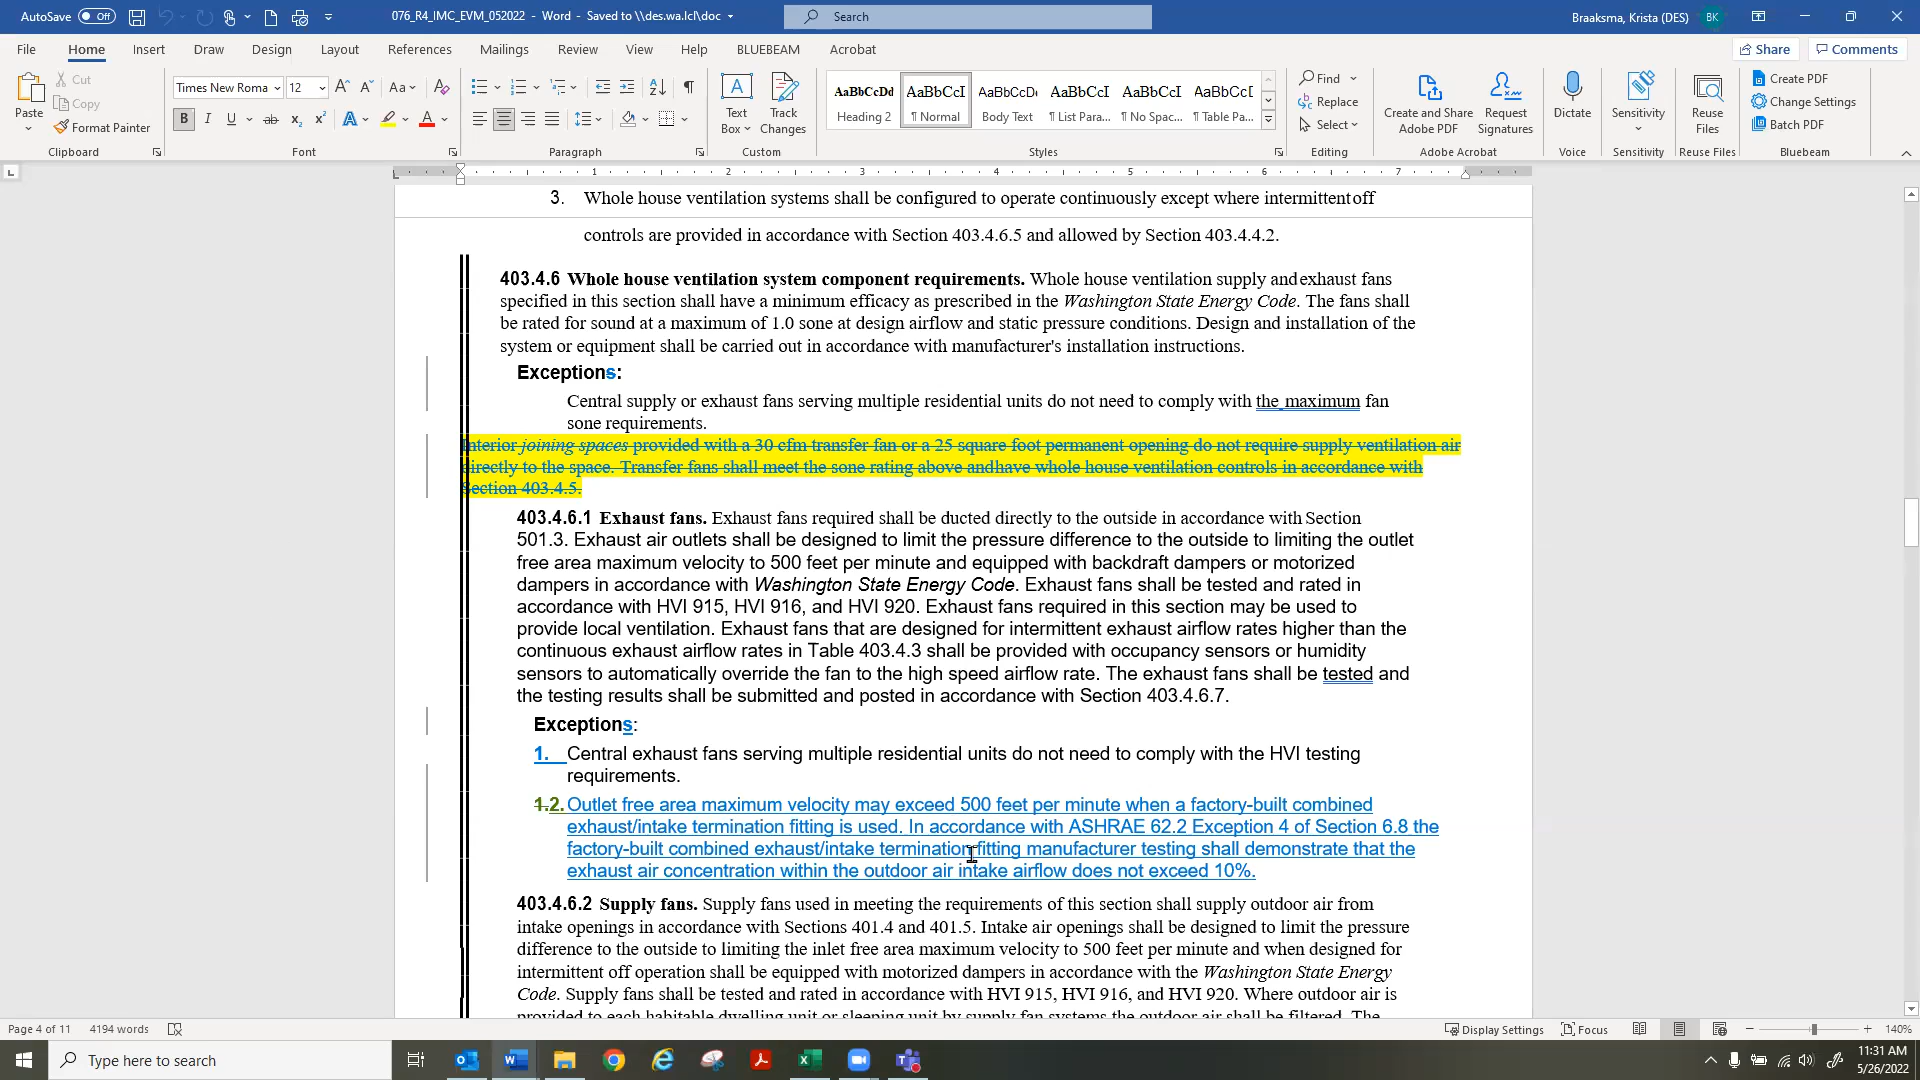 AutoSave Off 076_R4_IMC_EVM_052022 - Word - Saved to \\des.wa.lcl\doc Search Braaksma, Krista (DES) BK
File Home Insert Draw Design Layout References Mailings Review View Help BLUEBEAM Acrobat Share Comments
Paste Cut Copy Format Painter
Times New Roma 12
Text Box Track Changes
AaBbCcDd AaBbCcI AaBbCcDc AaBbCcI AaBbCcI AaBbCcI
Heading 2 ¶ Normal Body Text ¶ List Para... ¶ No Spac... ¶ Table Pa...
Find Replace Select
Create and Share Adobe PDF Request Signatures Dictate Sensitivity Reuse Files
Create PDF Change Settings Batch PDF
Clipboard Font Paragraph Custom Styles Editing Adobe Acrobat Voice Sensitivity Reuse Files Bluebeam
1 2 3 4 5 6 7
3. Whole house ventilation systems shall be configured to operate continuously except where intermittent off
controls are provided in accordance with Section 403.4.6.5 and allowed by Section 403.4.4.2.
403.4.6 Whole house ventilation system component requirements. Whole house ventilation supply and exhaust fans
specified in this section shall have a minimum efficacy as prescribed in the Washington State Energy Code. The fans shall
be rated for sound at a maximum of 1.0 sone at design airflow and static pressure conditions. Design and installation of the
system or equipment shall be carried out in accordance with manufacturer's installation instructions.
Exceptions:
Central supply or exhaust fans serving multiple residential units do not need to comply with the maximum fan
sone requirements.
Interior joining spaces provided with a 30 cfm transfer fan or a 25 square foot permanent opening do not require supply ventilation air
directly to the space. Transfer fans shall meet the sone rating above andhave whole house ventilation controls in accordance with
Section 403.4.5.
403.4.6.1 Exhaust fans. Exhaust fans required shall be ducted directly to the outside in accordance with Section
501.3. Exhaust air outlets shall be designed to limit the pressure difference to the outside to limiting the outlet
free area maximum velocity to 500 feet per minute and equipped with backdraft dampers or motorized
dampers in accordance with Washington State Energy Code. Exhaust fans shall be tested and rated in
accordance with HVI 915, HVI 916, and HVI 920. Exhaust fans required in this section may be used to
provide local ventilation. Exhaust fans that are designed for intermittent exhaust airflow rates higher than the
continuous exhaust airflow rates in Table 403.4.3 shall be provided with occupancy sensors or humidity
sensors to automatically override the fan to the high speed airflow rate. The exhaust fans shall be tested and
the testing results shall be submitted and posted in accordance with Section 403.4.6.7.
Exceptions:
1. Central exhaust fans serving multiple residential units do not need to comply with the HVI testing
requirements.
1.2. Outlet free area maximum velocity may exceed 500 feet per minute when a factory-built combined
exhaust/intake termination fitting is used. In accordance with ASHRAE 62.2 Exception 4 of Section 6.8 the
factory-built combined exhaust/intake termination fitting manufacturer testing shall demonstrate that the
exhaust air concentration within the outdoor air intake airflow does not exceed 10%.
403.4.6.2 Supply fans. Supply fans used in meeting the requirements of this section shall supply outdoor air from
intake openings in accordance with Sections 401.4 and 401.5. Intake air openings shall be designed to limit the pressure
difference to the outside to limiting the inlet free area maximum velocity to 500 feet per minute and when designed for
intermittent off operation shall be equipped with motorized dampers in accordance with the Washington State Energy
Code. Supply fans shall be tested and rated in accordance with HVI 915, HVI 916, and HVI 920. Where outdoor air is
provided to each habitable dwelling unit or sleeping unit by supply fan systems the outdoor air shall be filtered. The
Page 4 of 11 4194 words Display Settings Focus 140%
Type here to search 11:31 AM
5/26/2022